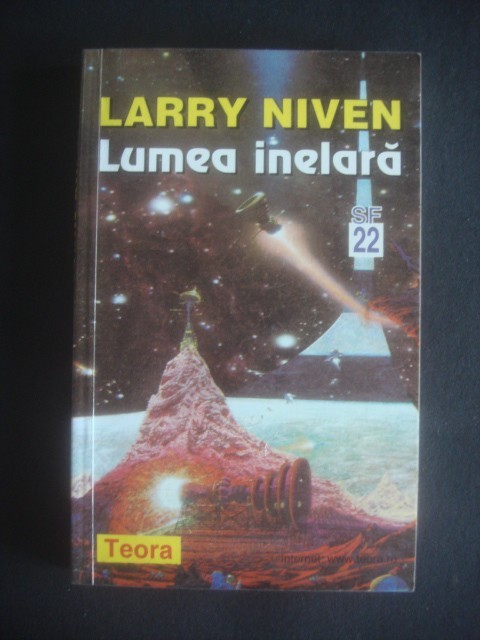 LARRY NIVEN
Lumea inelară
SF
22
Teora